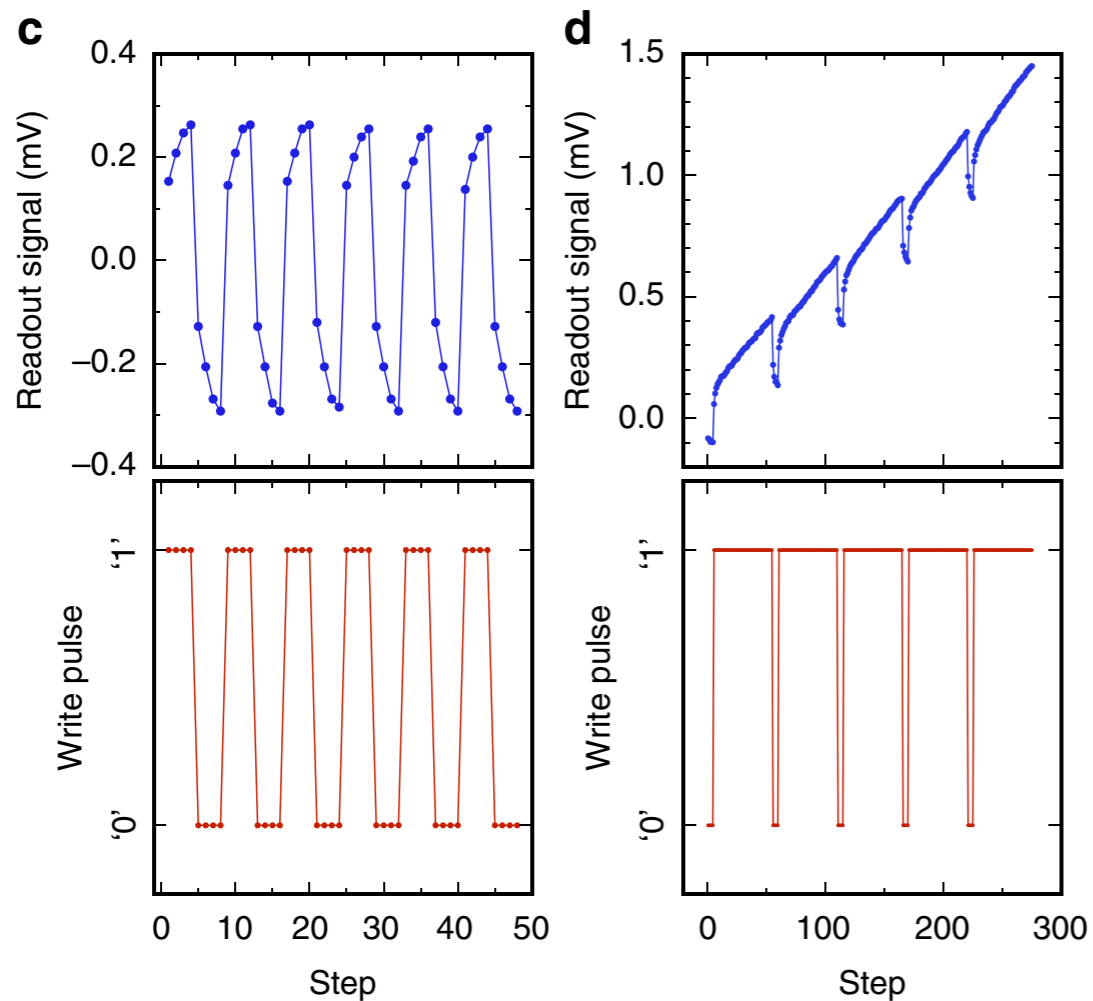 c
Readout signal (mV)
0.4
0.2
0.0
–0.2
–0.4
Write pulse
‘1’
‘0’
0 10 20 30 40 50
Step
d
Readout signal (mV)
1.5
1.0
0.5
0.0
Write pulse
‘1’
‘0’
0 100 200 300
Step